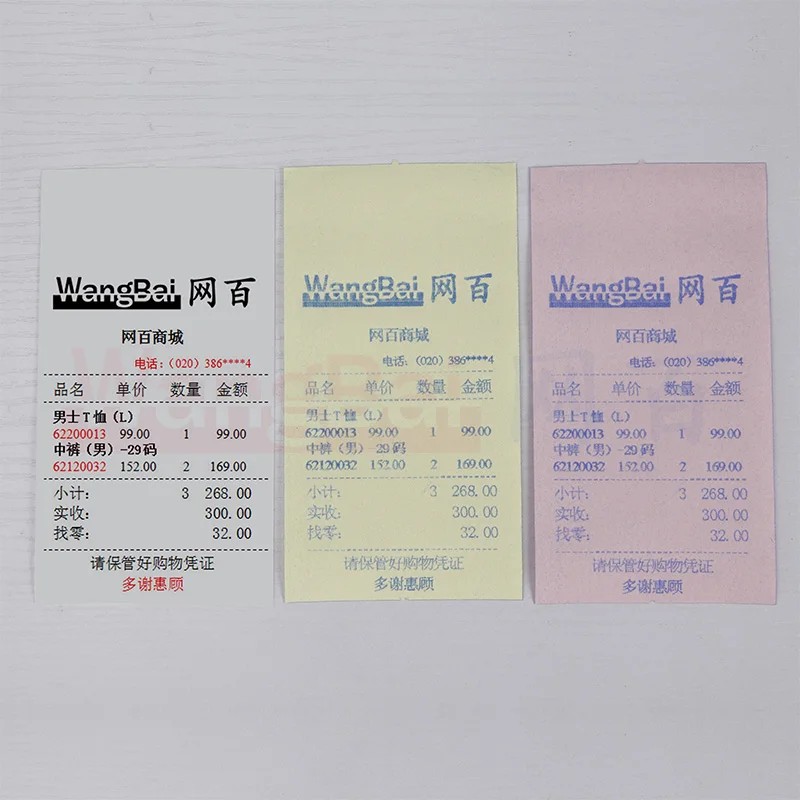 WangBai 网百
网百商城
电话：（020）386****4
品名 单价 数量 金额
男士T恤（L）
62200013 99.00 1 99.00
中裤（男）-29码
62120032 152.00 2 169.00
小计： 3 268.00
实收： 300.00
找零： 32.00
请保管好购物凭证
多谢惠顾
WangBai 网百
网百商城
电话：（020）386****4
品名 单价 数量 金额
男士T恤（L）
62200013 99.00 1 99.00
中裤（男）-29码
62120032 152.00 2 169.00
小计： 3 268.00
实收： 300.00
找零： 32.00
请保管好购物凭证
多谢惠顾
WangBai 网百
网百商城
电话：（020）386****4
品名 单价 数量 金额
男士T恤（L）
62200013 99.00 1 99.00
中裤（男）-29码
62120032 152.00 2 169.00
小计： 3 268.00
实收： 300.00
找零： 32.00
请保管好购物凭证
多谢惠顾
WangBai 网百